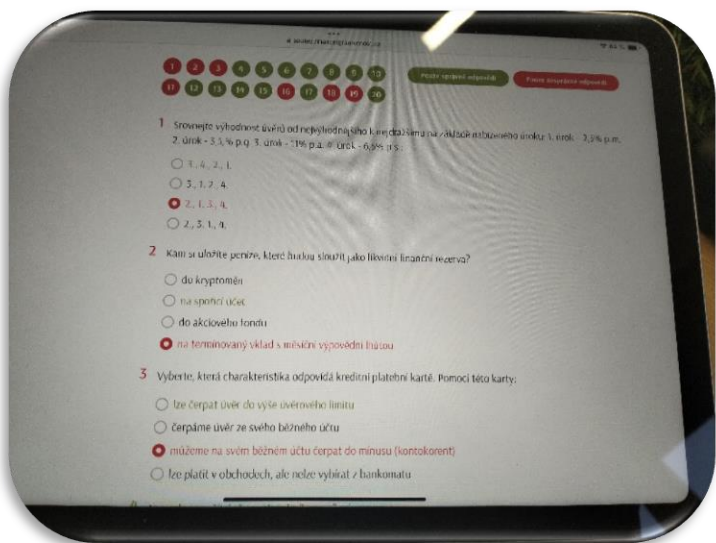 1 2 3 4 5 6 7 8 9 10
11 12 13 14 15 16 17 18 19 20
Pouze správné odpovědi
Pouze nesprávné odpovědi
1 Srovnejte výhodnost úvěrů od nejvýhodnějšího k nejdražšímu na základě nabízeného úroku: 1. úrok - p.m.
2. úrok - 3,5 % p.q. 3. úrok - 11% p.a. 4. úrok - 6,6% p.s.:
3., 4., 2., 1.
3., 1. 2., 4.
2., 1., 3., 4.
2., 3., 1., 4.
2 Kam si uložíte peníze, které budou sloužit jako likvidní finanční rezerva?
do kryptoměn
na spořicí účet
do akciového fondu
na termínovaný vklad s měsíční výpovědní lhůtou
3 Vyberte, která charakteristika odpovídá kreditní platební kartě. Pomocí této karty:
lze čerpat úvěr do výše úvěrového limitu
čerpáme úvěr ze svého běžného účtu
můžeme na svém běžném účtu čerpat do minusu (kontokorent)
lze platit v obchodech, ale nelze vybírat z bankomatu